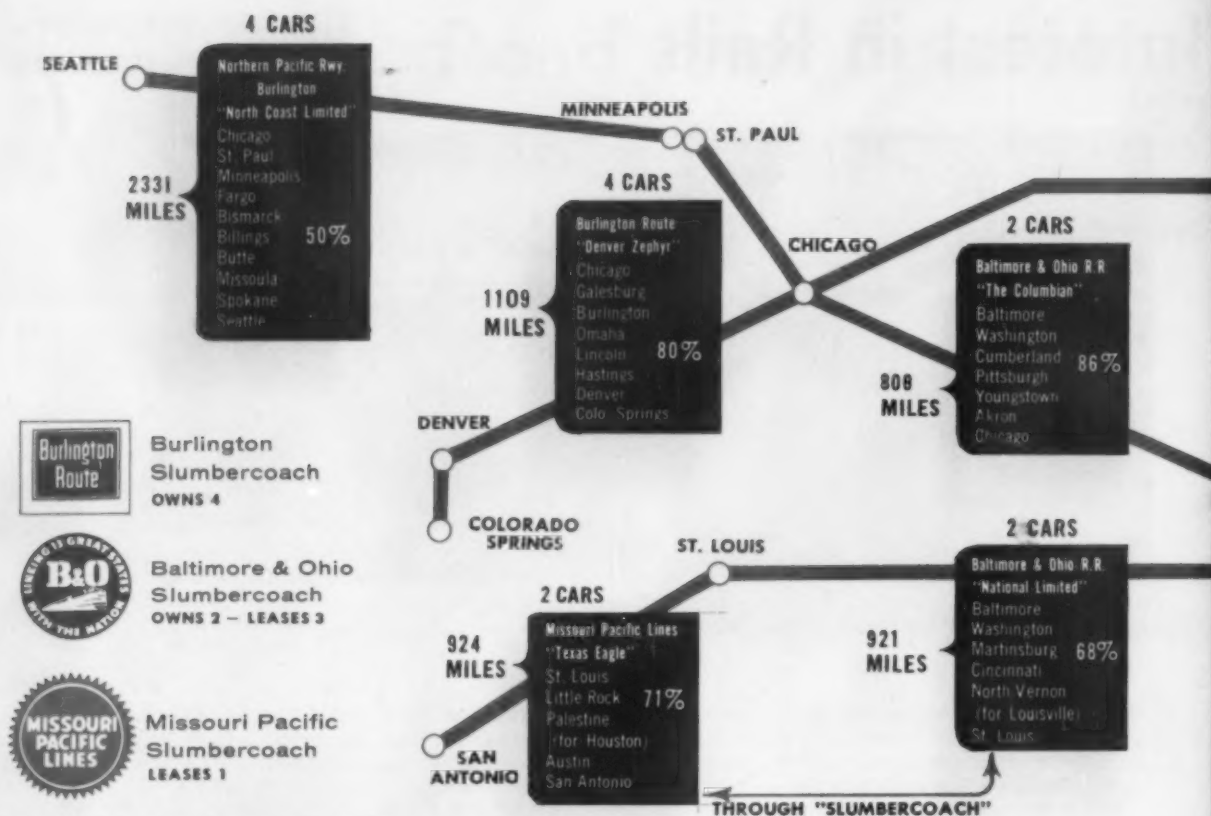 4 CARS
SEATTLE
Northern Pacific Rwy.
Burlington
"North Coast Limited"
Chicago
St. Paul
Minneapolis
Fargo
Bismarck
Billings 50%
Butte
Missoula
Spokane
Seattle
2331
MILES
MINNEAPOLIS
ST. PAUL
4 CARS
Burlington Route
"Denver Zephyr"
Chicago
Galesburg
Burlington
Omaha
Lincoln 80%
Hastings
Denver
Colo. Springs
1109
MILES
CHICAGO
2 CARS
Baltimore & Ohio R.R.
"The Columbian"
Baltimore
Washington
Cumberland 86%
Pittsburgh
Youngstown
Akron
Chicago
808
MILES
DENVER
COLORADO
SPRINGS
Burlington
Route
Burlington
Slumbercoach
OWNS 4
LINKING 13 GREAT STATES
B&O
WITH THE NATION
Baltimore & Ohio
Slumbercoach
OWNS 2 – LEASES 3
MISSOURI
PACIFIC
LINES
Missouri Pacific
Slumbercoach
LEASES 1
ST. LOUIS
2 CARS
Missouri Pacific Lines
"Texas Eagle"
St. Louis
Little Rock 71%
Palestine
(for Houston)
Austin
San Antonio
924
MILES
SAN
ANTONIO
2 CARS
Baltimore & Ohio R.R.
"National Limited"
Baltimore
Washington
Martinsburg 68%
Cincinnati
North Vernon
(for Louisville)
St. Louis
921
MILES
THROUGH "SLUMBERCOACH"